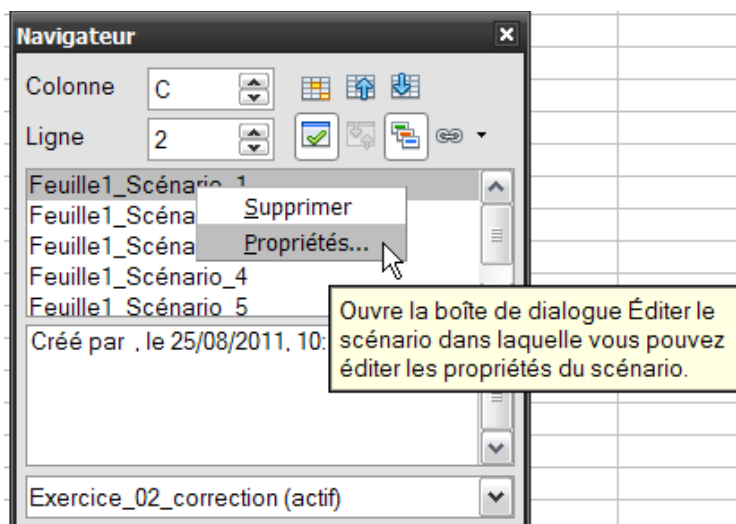 Navigateur
Colonne C
Ligne 2
Feuille1_Scénario_1
Feuille1_Scéna
Feuille1_Scéna
Feuille1_Scénario_4
Feuille1_Scénario_5
Supprimer
Propriétés...
Ouvre la boîte de dialogue Éditer le
scénario dans laquelle vous pouvez
éditer les propriétés du scénario.
Créé par , le 25/08/2011, 10:
Exercice_02_correction (actif)